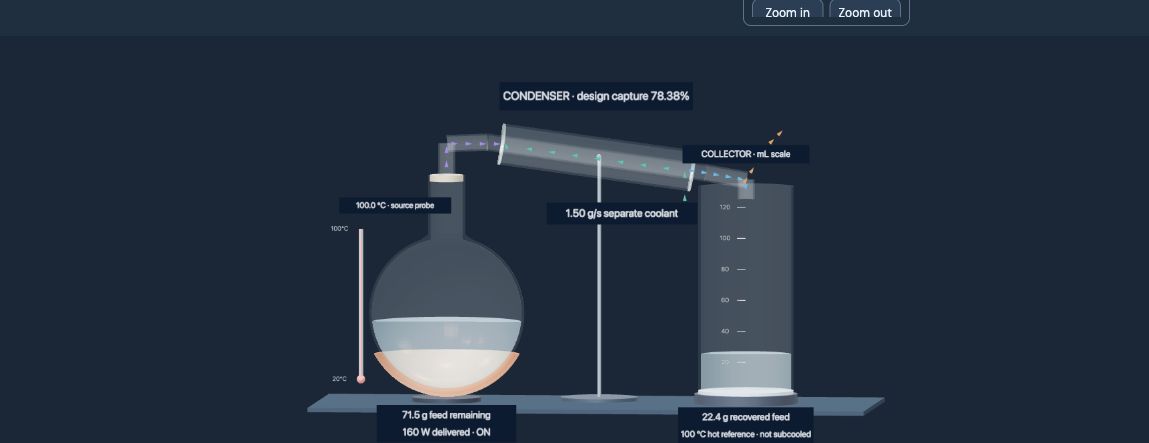 Zoom in Zoom out
CONDENSER · design capture 78.38%
COLLECTOR · mL scale
100.0 °C · source probe
1.50 g/s separate coolant
100°C
120
100
80
60
40
20
20°C
71.5 g feed remaining
160 W delivered · ON
22.4 g recovered feed
100 °C hot reference · not subcooled